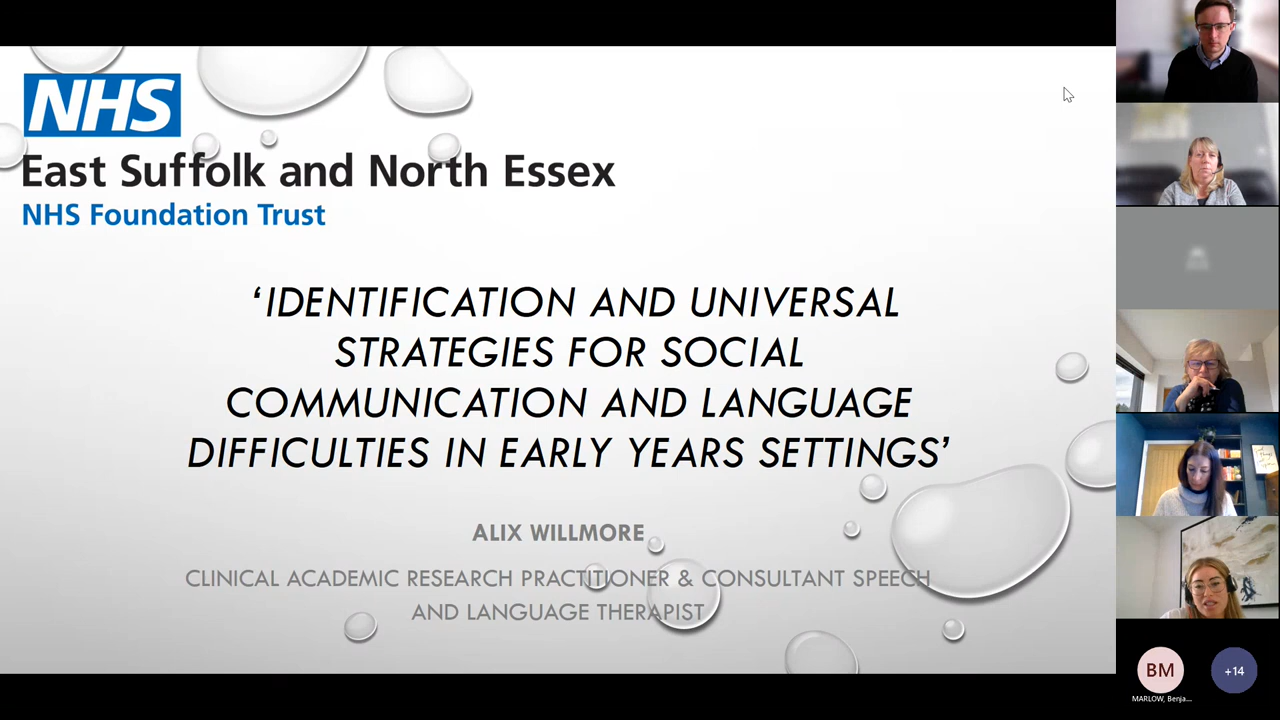 NHS
East Suffolk and North Essex
NHS Foundation Trust
‘IDENTIFICATION AND UNIVERSAL
STRATEGIES FOR SOCIAL
COMMUNICATION AND LANGUAGE
DIFFICULTIES IN EARLY YEARS SETTINGS’
ALIX WILLMORE
CLINICAL ACADEMIC RESEARCH PRACTITIONER & CONSULTANT SPEECH
AND LANGUAGE THERAPIST
BM
+14
MARLOW, Benja...